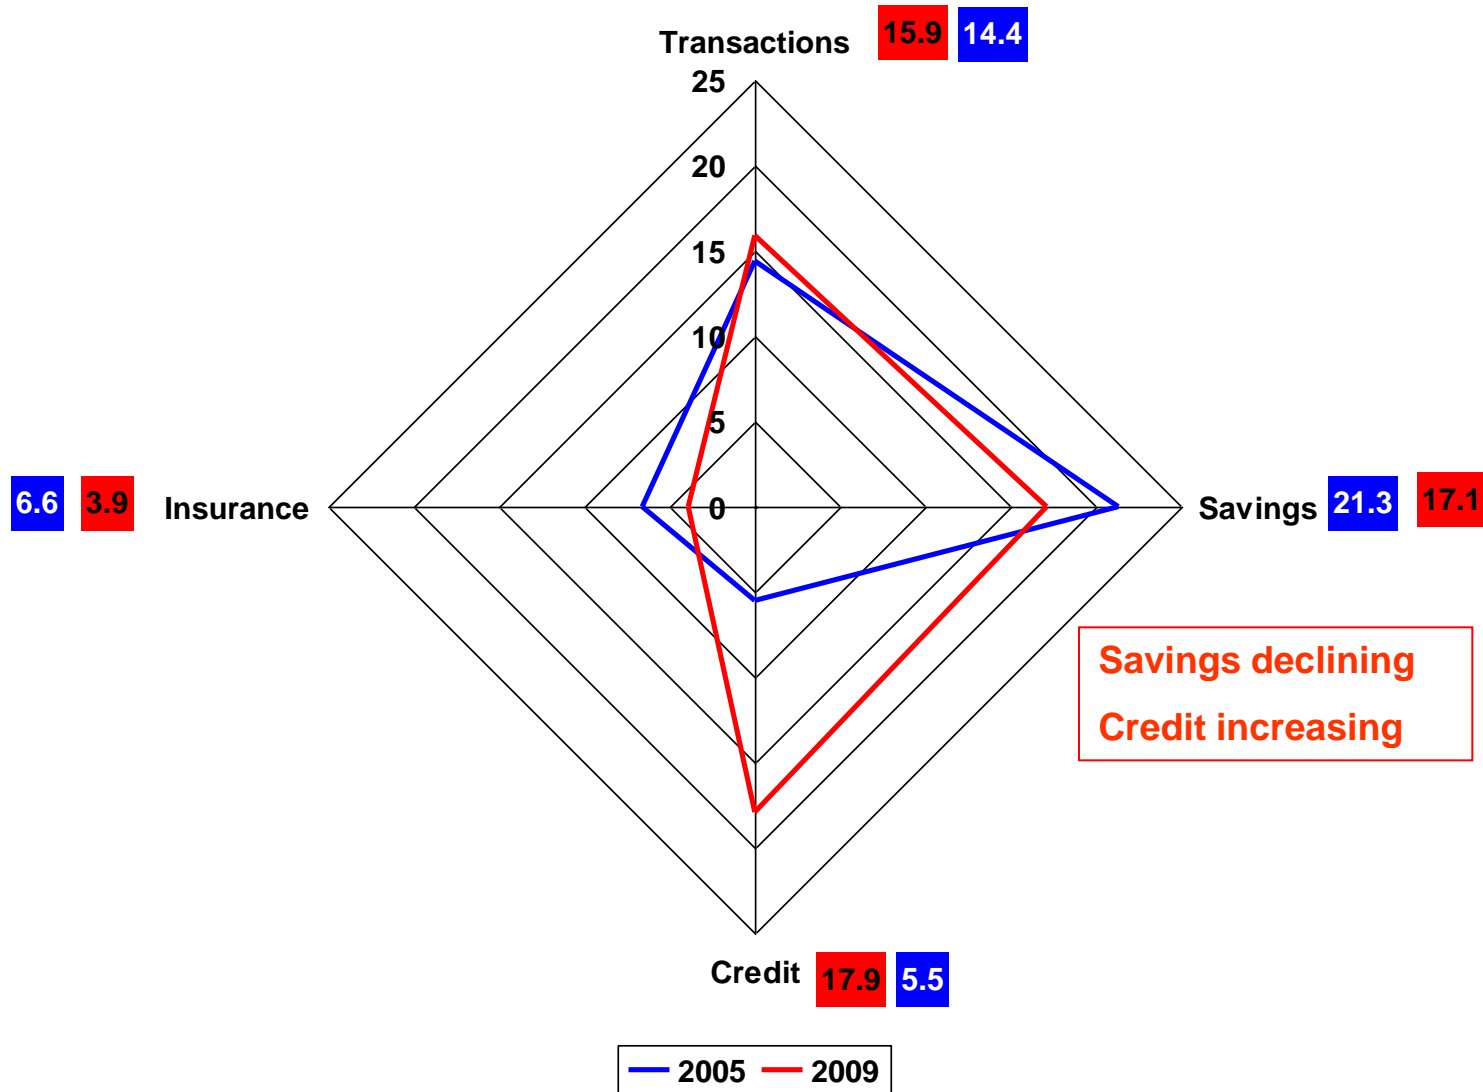 Transactions 15.9 14.4
25
20
15
10
5
0
6.6 3.9 Insurance
Savings 21.3 17.1
Savings declining
Credit increasing
Credit 17.9 5.5
2005 2009